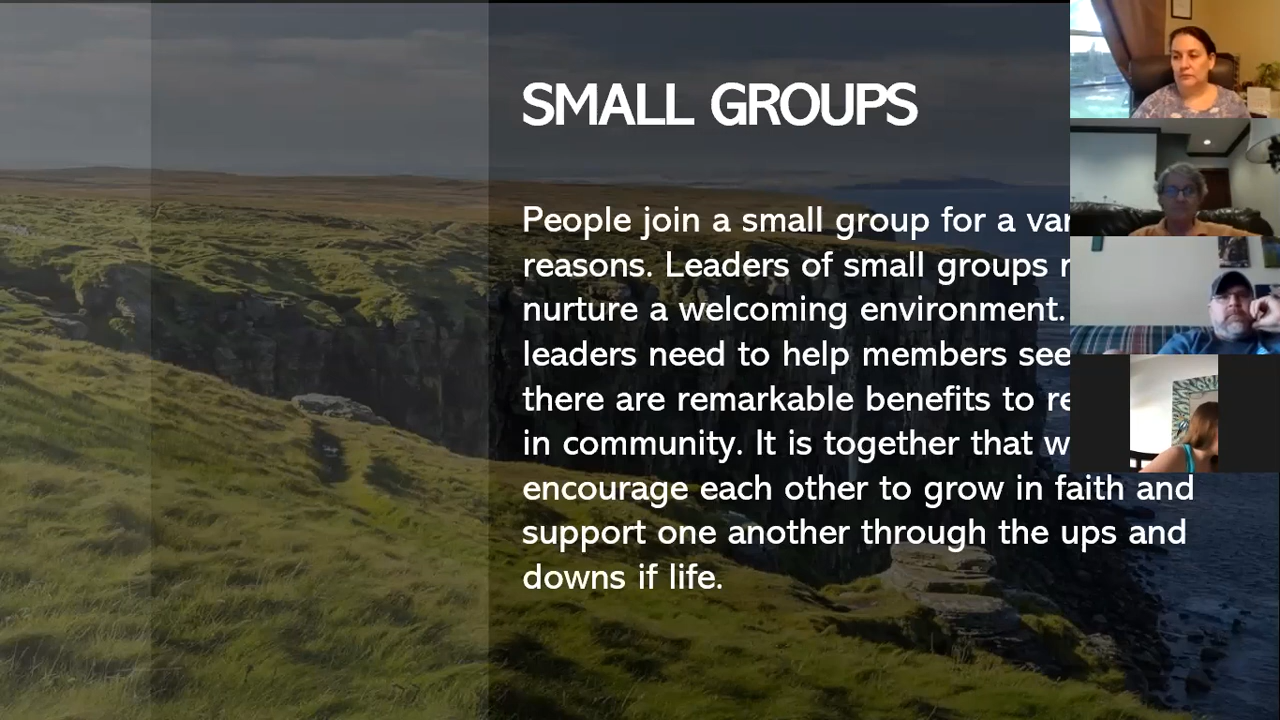 SMALL GROUPS
People join a small group for a
reasons. Leaders of small groups
nurture a welcoming environment.
leaders need to help members
there are remarkable benefits to
in community. It is together that
encourage each other to grow in faith and
support one another through the ups and
downs if life.